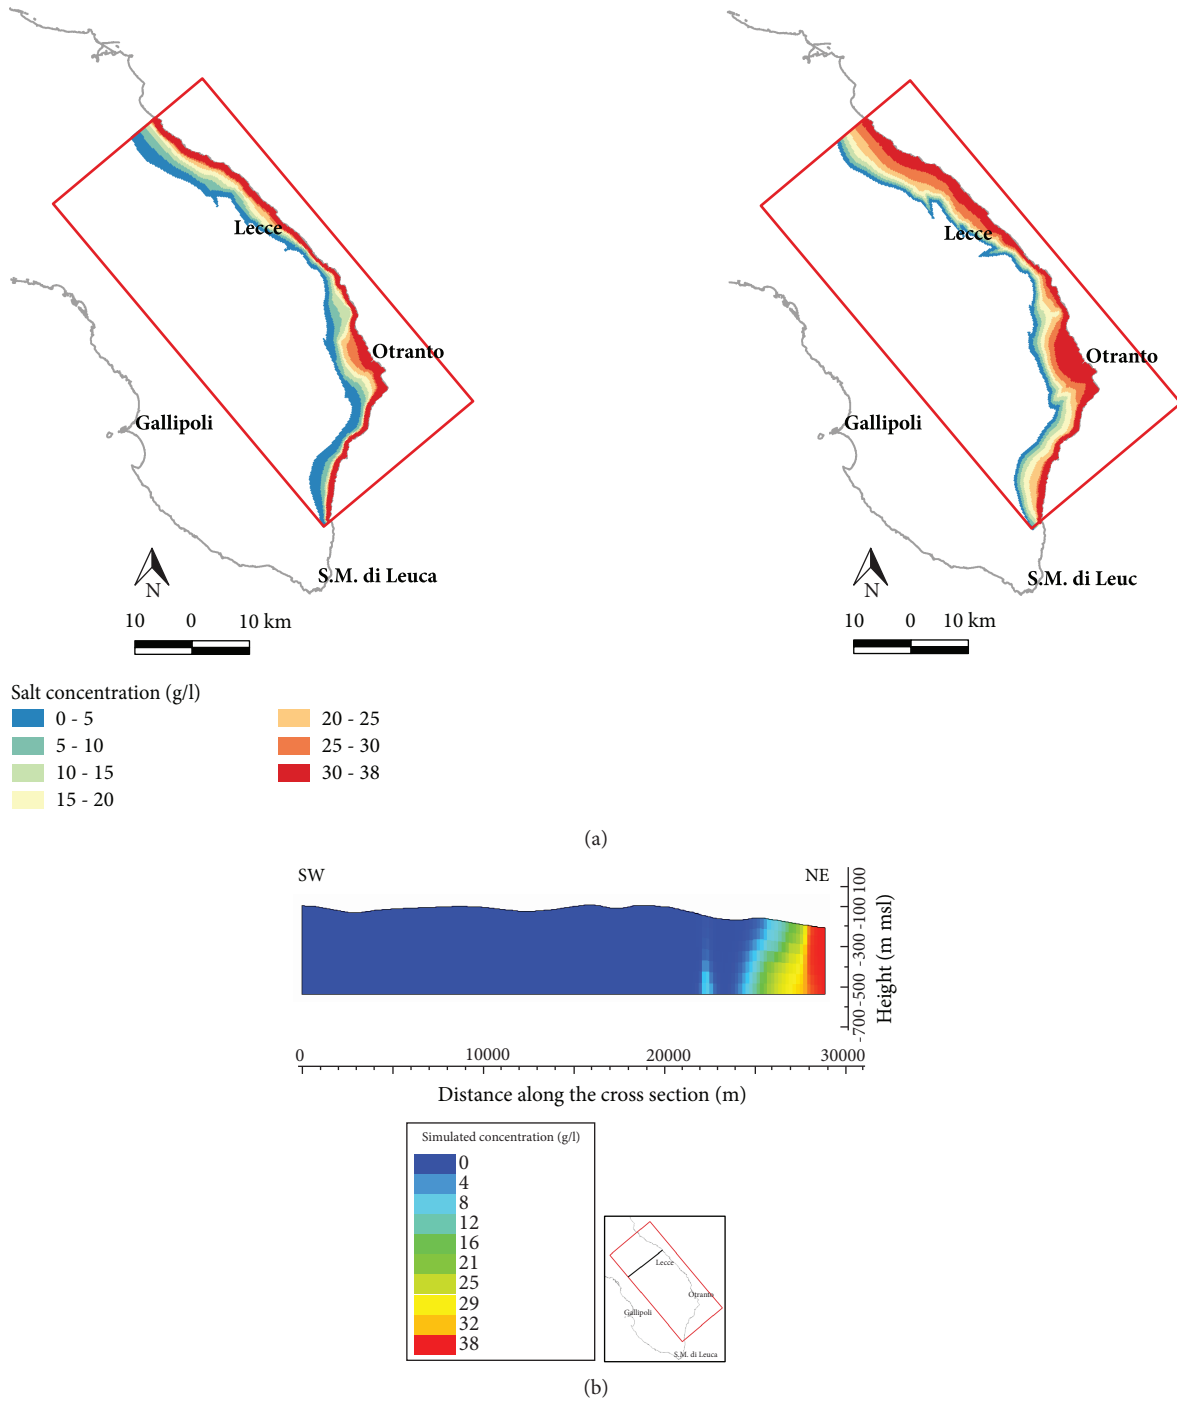 Lecce
Otranto
Gallipoli
N
S.M. di Leuca
10 0 10 km
Lecce
Otranto
Gallipoli
N
S.M. di Leuc
10 0 10 km
Salt concentration (g/l)
0 - 5
5 - 10
10 - 15
15 - 20
20 - 25
25 - 30
30 - 38
(a)
SW
NE
100
-100
-300
-500
-700
Height (m msl)
0 10000 20000 30000
Distance along the cross section (m)
Simulated concentration (g/l)
0
4
8
12
16
21
25
29
32
38
Lecce
Otranto
Gallipoli
S.M. di Leuca
(b)